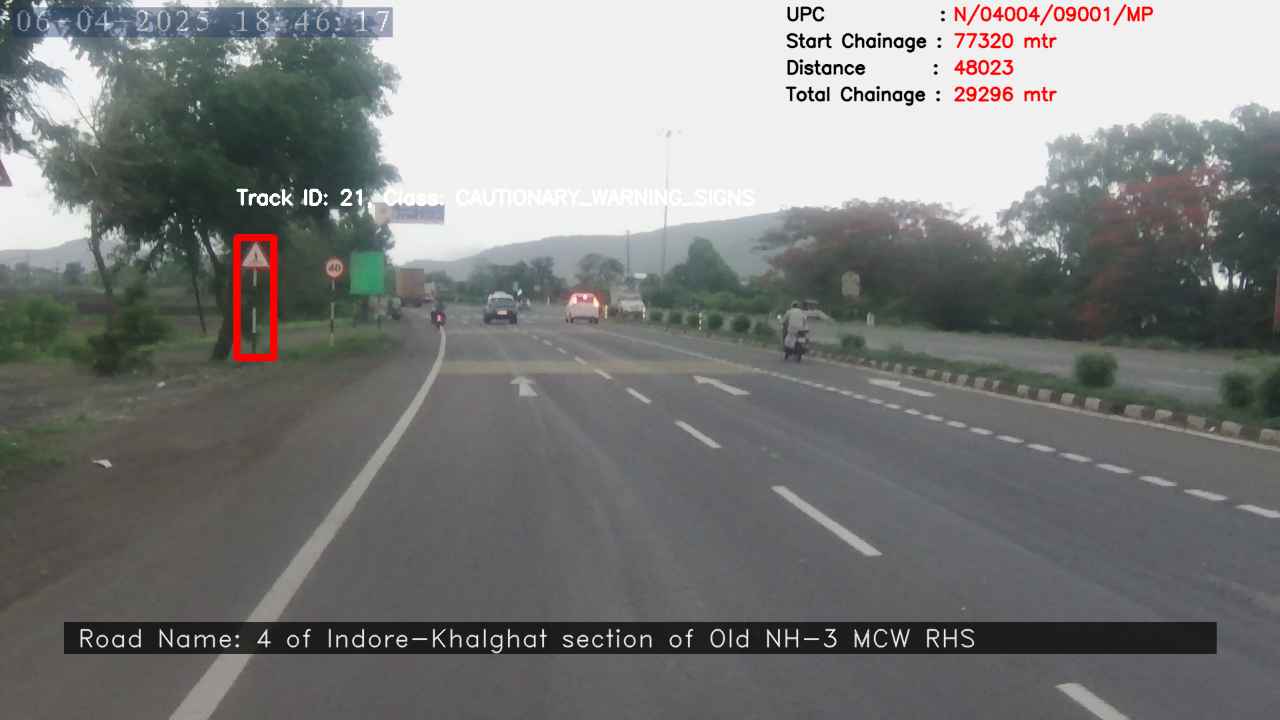 06-04-2025 18:46:17
UPC : N/04004/09001/MP
Start Chainage : 77320 mtr
Distance : 48023
Total Chainage : 29296 mtr
Track ID: 21, Class: CAUTIONARY_WARNING_SIGNS
40
Road Name: 4 of Indore-Khalghat section of Old NH-3 MCW RHS